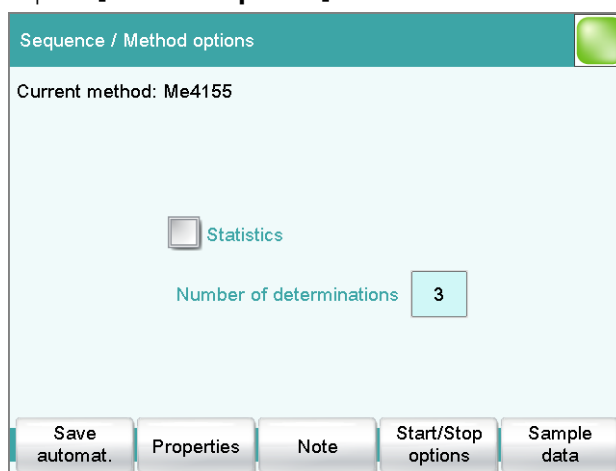 Sequence / Method options
Current method: Me4155
Statistics
Number of determinations 3
Save automat.
Properties
Note
Start/Stop options
Sample data